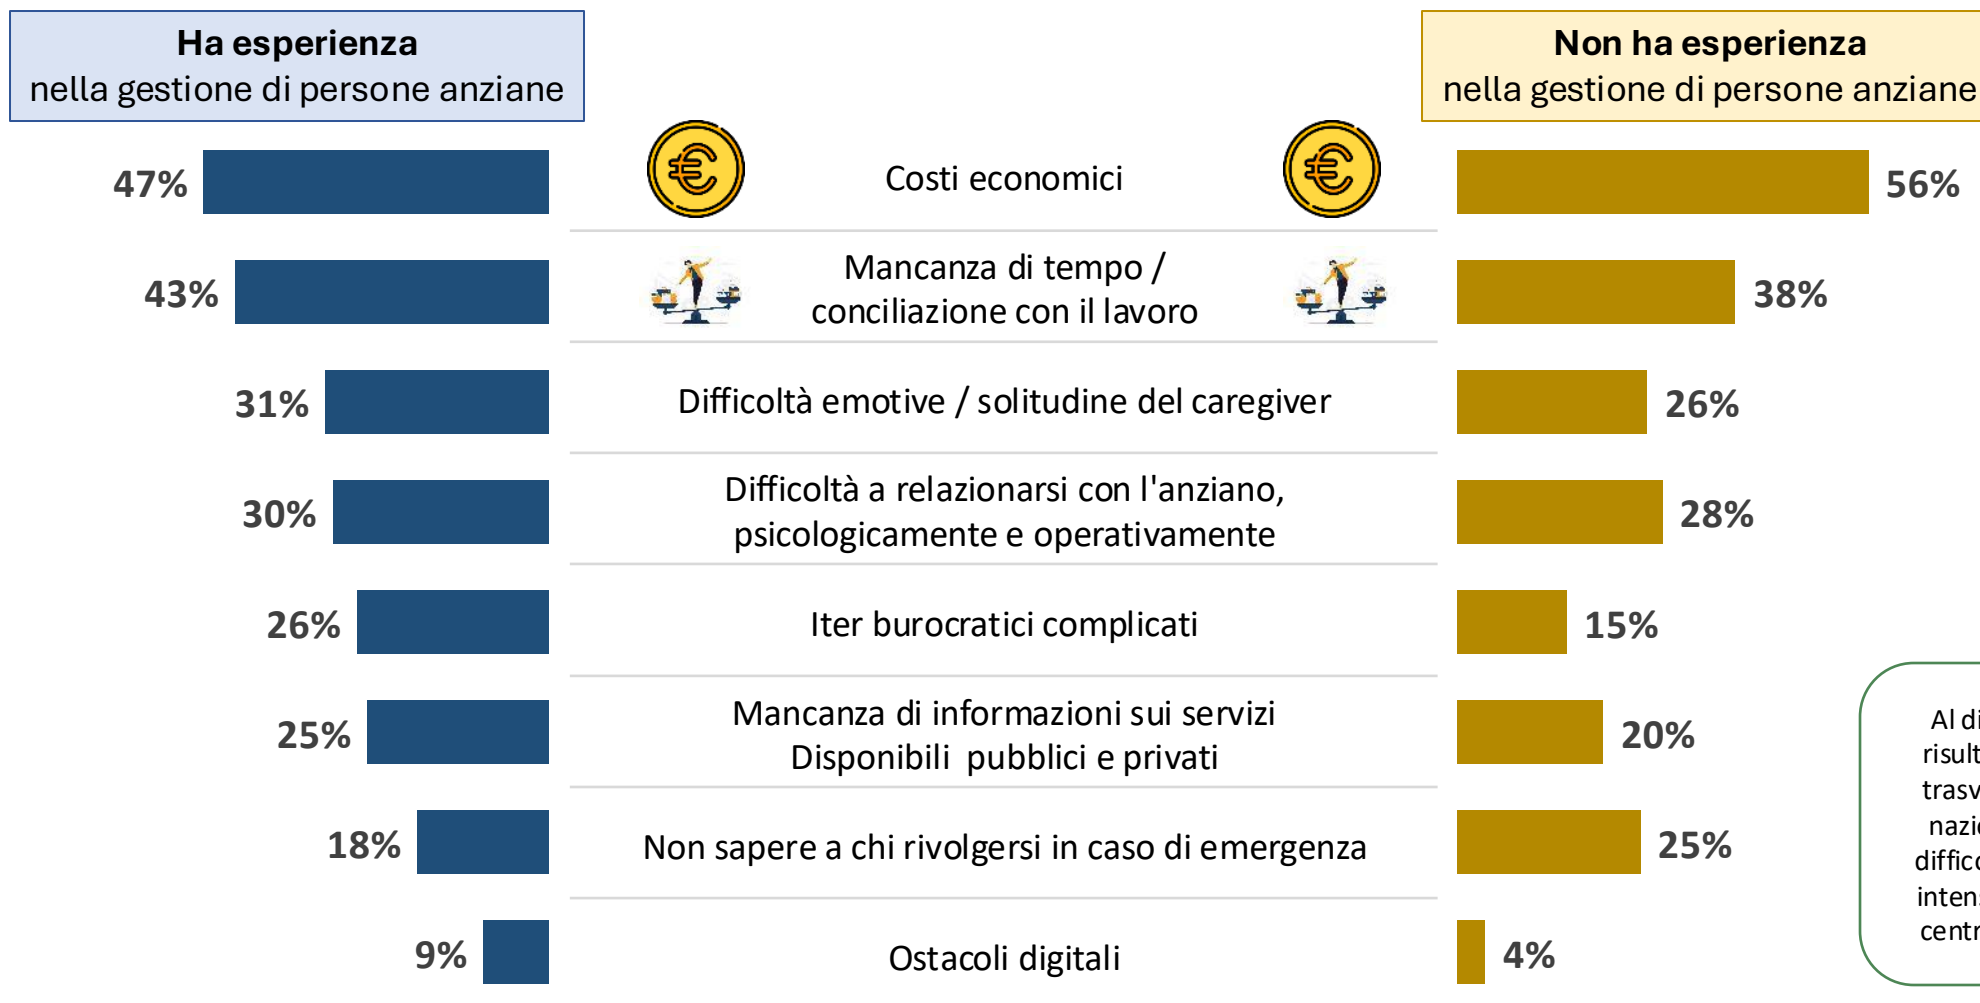 Ha esperienza
nella gestione di persone anziane
Non ha esperienza
nella gestione di persone anziane
47%
Costi economici
56%
43%
Mancanza di tempo /
conciliazione con il lavoro
38%
31%
Difficoltà emotive / solitudine del caregiver
26%
30%
Difficoltà a relazionarsi con l'anziano,
psicologicamente e operativamente
28%
26%
Iter burocratici complicati
15%
25%
Mancanza di informazioni sui servizi
Disponibili pubblici e privati
20%
18%
Non sapere a chi rivolgersi in caso di emergenza
25%
9%
Ostacoli digitali
4%
Al di